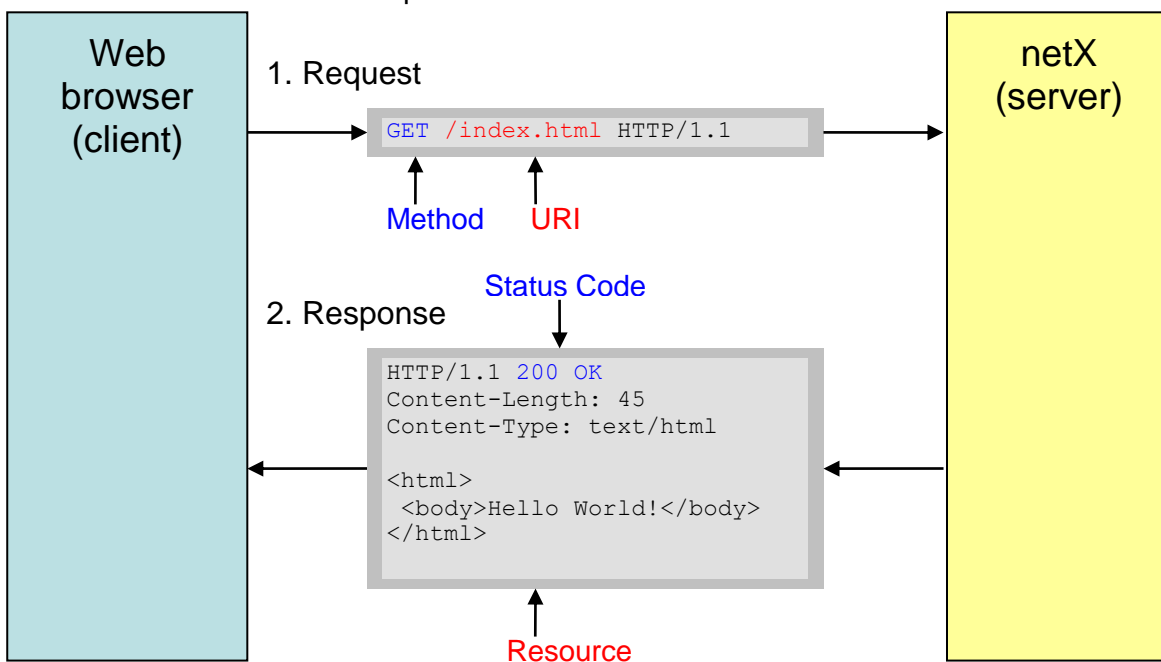 Web
browser
(client)
1. Request
GET /index.html HTTP/1.1
Method URI
netX
(server)
Status Code
2. Response
HTTP/1.1 200 OK
Content-Length: 45
Content-Type: text/html
<html>
<body>Hello World!</body>
</html>
Resource